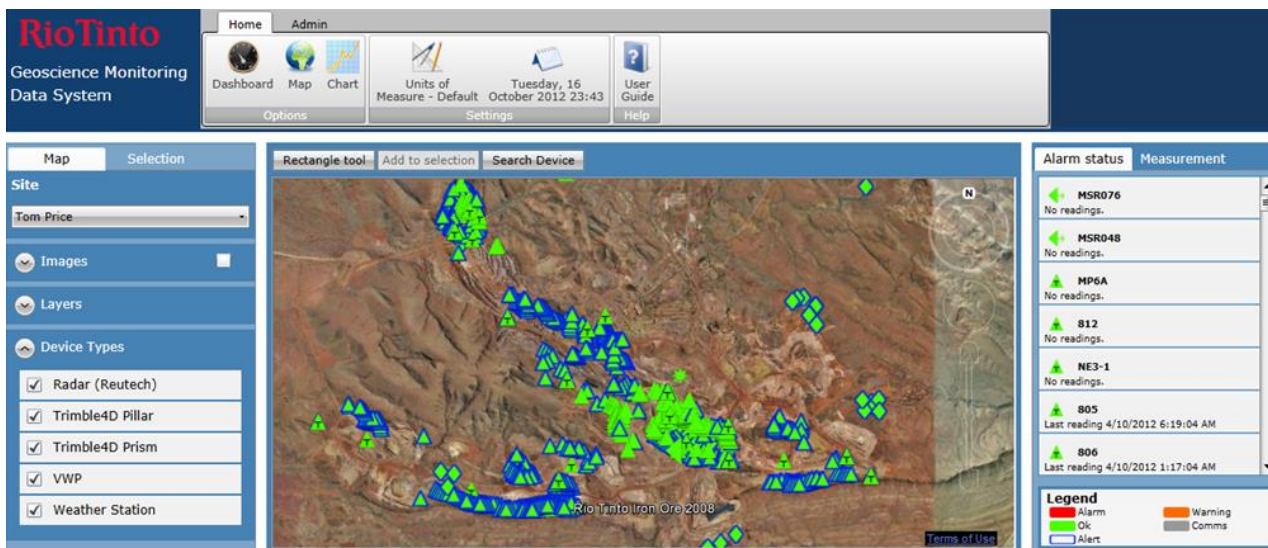 RioTinto
Geoscience Monitoring
Data System
Home Admin
Dashboard Map Chart
Options
Units of
Measure - Default
Tuesday, 16
October 2012 23:43
Settings
User
Guide
Help
Map Selection
Site
Tom Price
Images
Layers
Device Types
Radar (Reutech)
Trimble4D Pillar
Trimble4D Prism
VWP
Weather Station
Rectangle tool Add to selection Search Device
N
Rio Tinto Iron Ore 2008
Terms of Use
Alarm status Measurement
MSR076
No readings.
MSR048
No readings.
MP6A
No readings.
812
No readings.
NE3-1
No readings.
805
Last reading 4/10/2012 6:19:04 AM
806
Last reading 4/10/2012 1:17:04 AM
Legend
Alarm Warning
Ok Comms
Alert